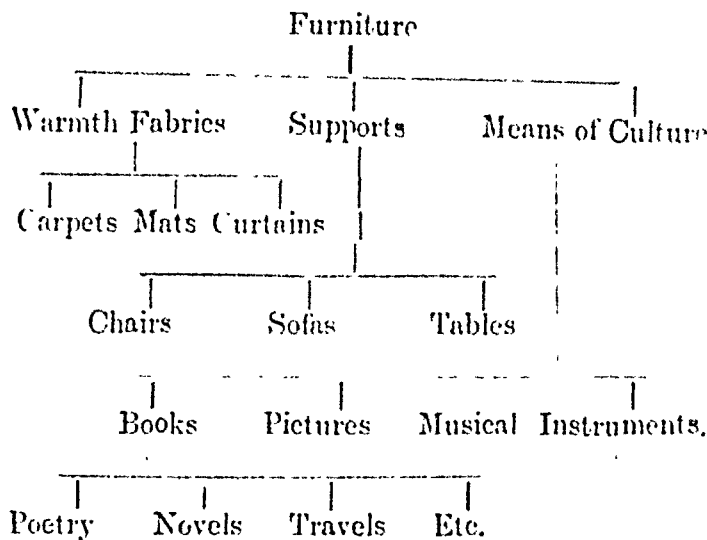 Furniture
Warmth Fabrics Supports Means of Culture
Carpets Mats Curtains
Chairs Sofas Tables
Books Pictures Musical Instruments.
Poetry Novels Travels Etc.